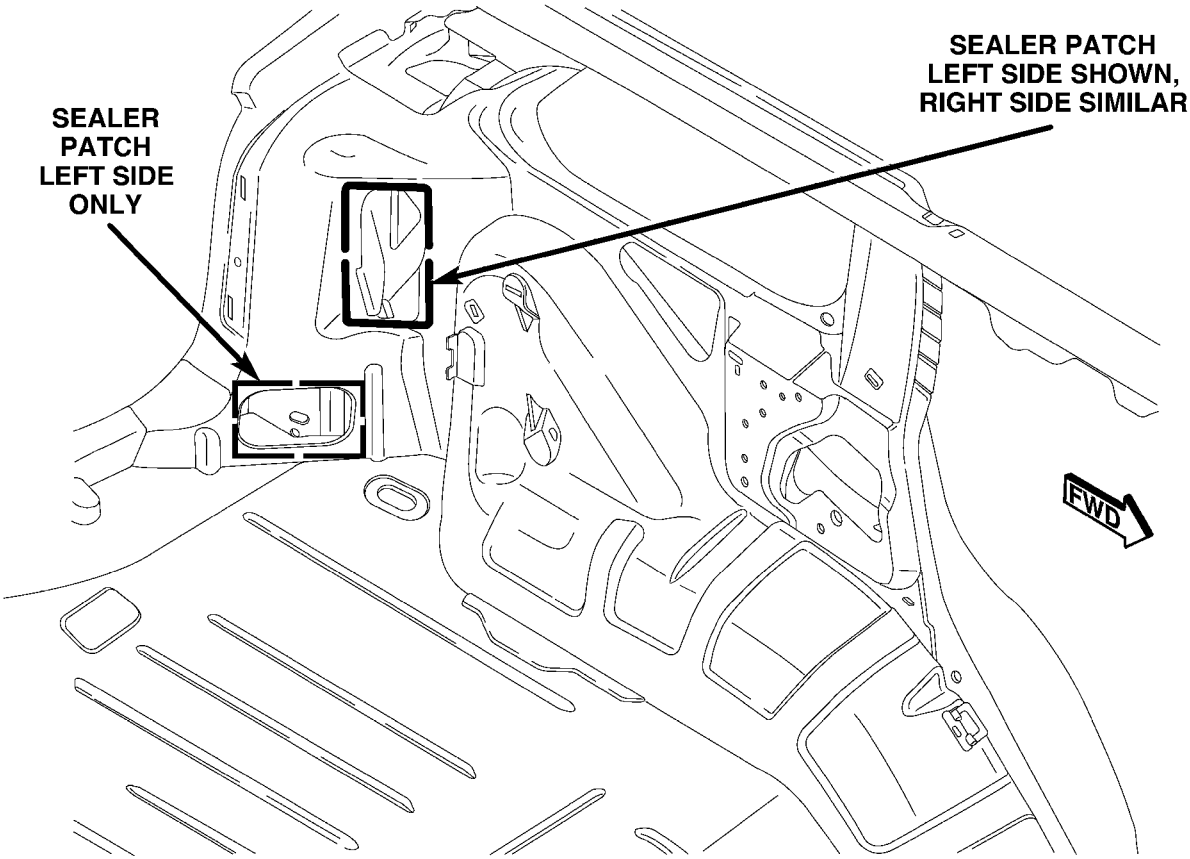 SEALER PATCH
LEFT SIDE SHOWN,
RIGHT SIDE SIMILAR
SEALER
PATCH
LEFT SIDE
ONLY
FWD